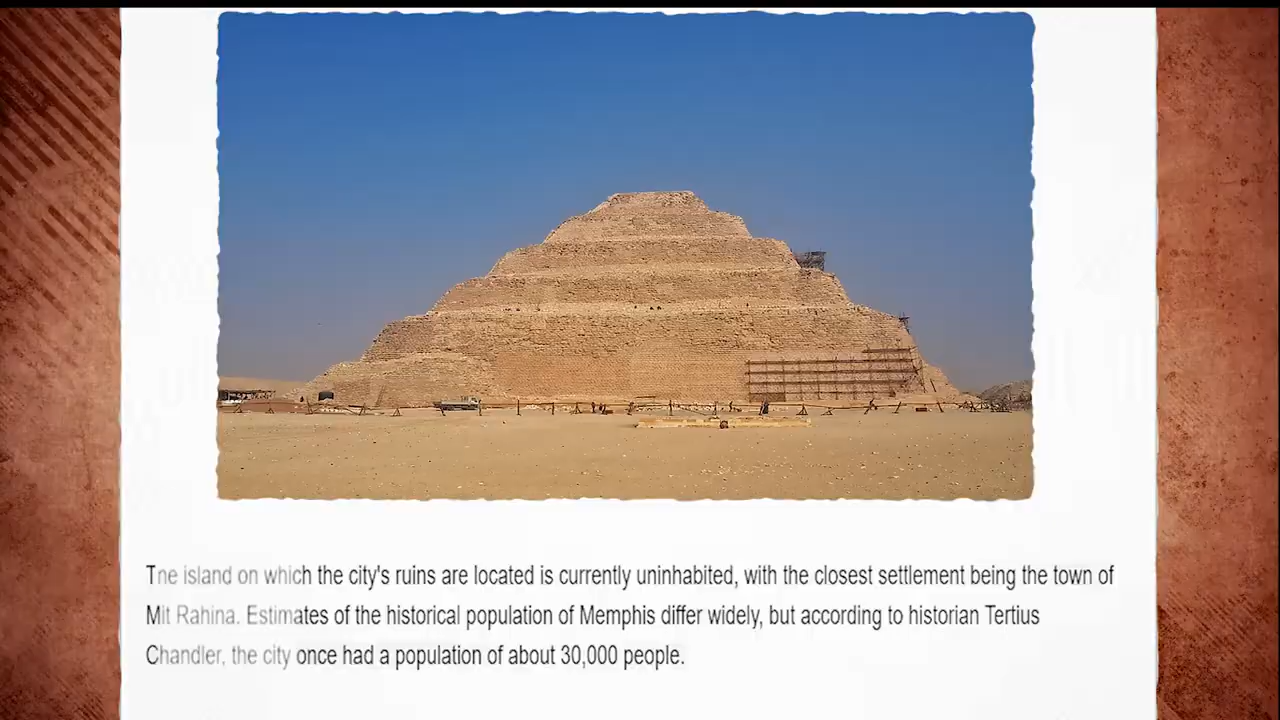 The island on which the city's ruins are located is currently uninhabited, with the closest settlement being the town of
Mit Rahina. Estimates of the historical population of Memphis differ widely, but according to historian Tertius
Chandler, the city once had a population of about 30,000 people.